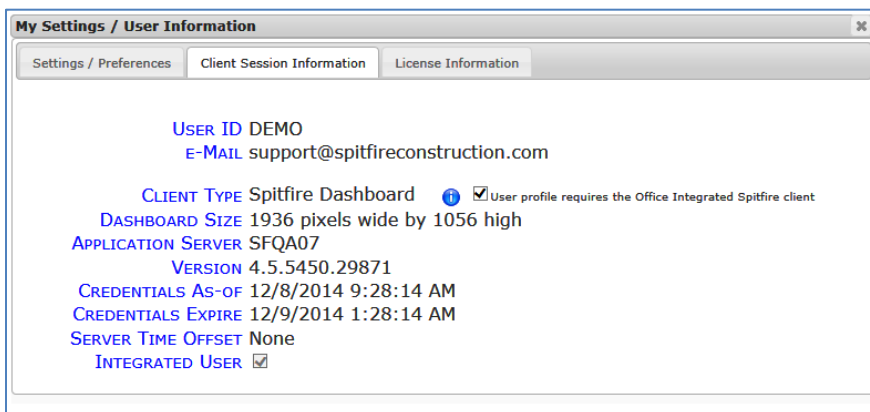 My Settings / User Information
Settings / Preferences Client Session Information License Information
User ID DEMO
e-Mail support@spitfireconstruction.com
Client Type Spitfire Dashboard i User profile requires the Office Integrated Spitfire client
Dashboard Size 1936 pixels wide by 1056 high
Application Server SFQA07
Version 4.5.5450.29871
Credentials As-of 12/8/2014 9:28:14 AM
Credentials Expire 12/9/2014 1:28:14 AM
Server Time Offset None
Integrated User